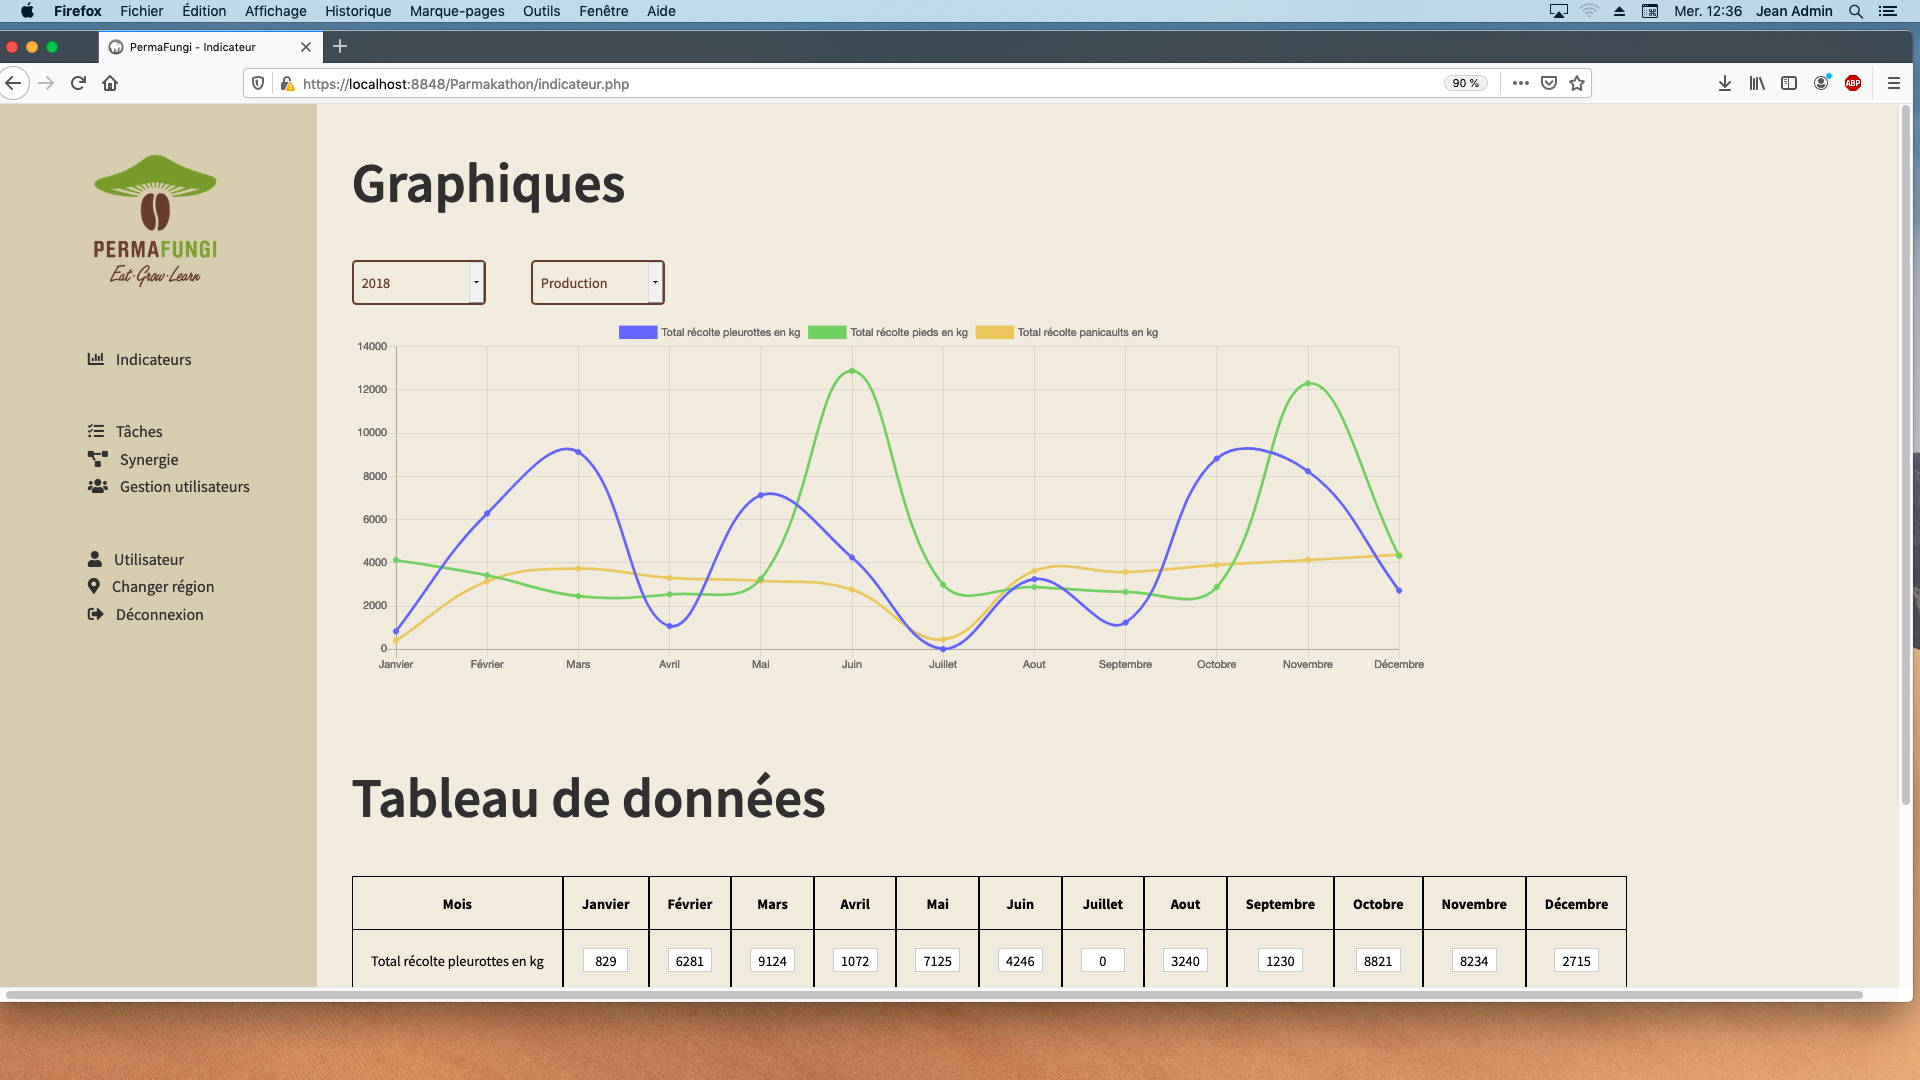 Firefox Fichier Édition Affichage Historique Marque-pages Outils Fenêtre Aide Mer. 12:36 Jean Admin
PermaFungi - Indicateur
https://localhost:8848/Parmakathon/indicateur.php 90 % ABP
PERMAFUNGI
Eat·Grow·Learn
Indicateurs
Tâches
Synergie
Gestion utilisateurs
Utilisateur
Changer région
Déconnexion
Graphiques
2018 Production
Total récolte pleurottes en kg Total récolte pieds en kg Total récolte panicaults en kg
14000
12000
10000
8000
6000
4000
2000
0
Janvier Février Mars Avril Mai Juin Juillet Aout Septembre Octobre Novembre Décembre
Tableau de données
Mois Janvier Février Mars Avril Mai Juin Juillet Aout Septembre Octobre Novembre Décembre
Total récolte pleurottes en kg 829 6281 9124 1072 7125 4246 0 3240 1230 8821 8234 2715